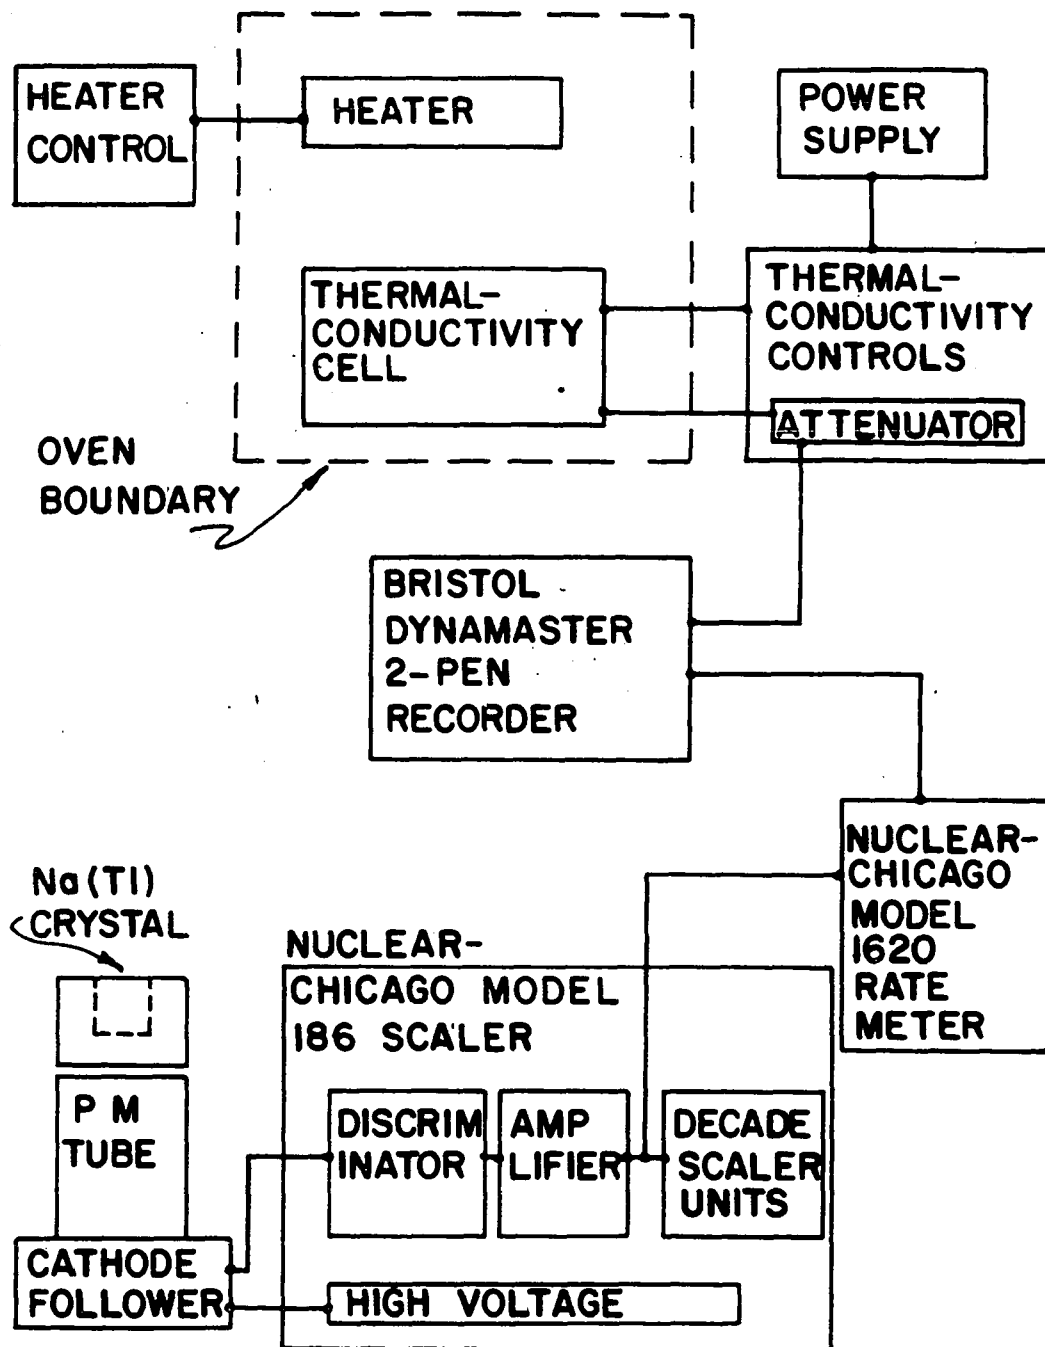 HEATER
CONTROL
HEATER
POWER
SUPPLY
THERMAL-
CONDUCTIVITY
CELL
THERMAL-
CONDUCTIVITY
CONTROLS
ATTENUATOR
OVEN
BOUNDARY
BRISTOL
DYNAMASTER
2-PEN
RECORDER
NUCLEAR-
CHICAGO
MODEL
1620
RATE
METER
Na(Tl)
CRYSTAL
NUCLEAR-
CHICAGO MODEL
186 SCALER
P M
TUBE
DISCRIM
INATOR
AMP
LIFIER
DECADE
SCALER
UNITS
CATHODE
FOLLOWER
HIGH VOLTAGE